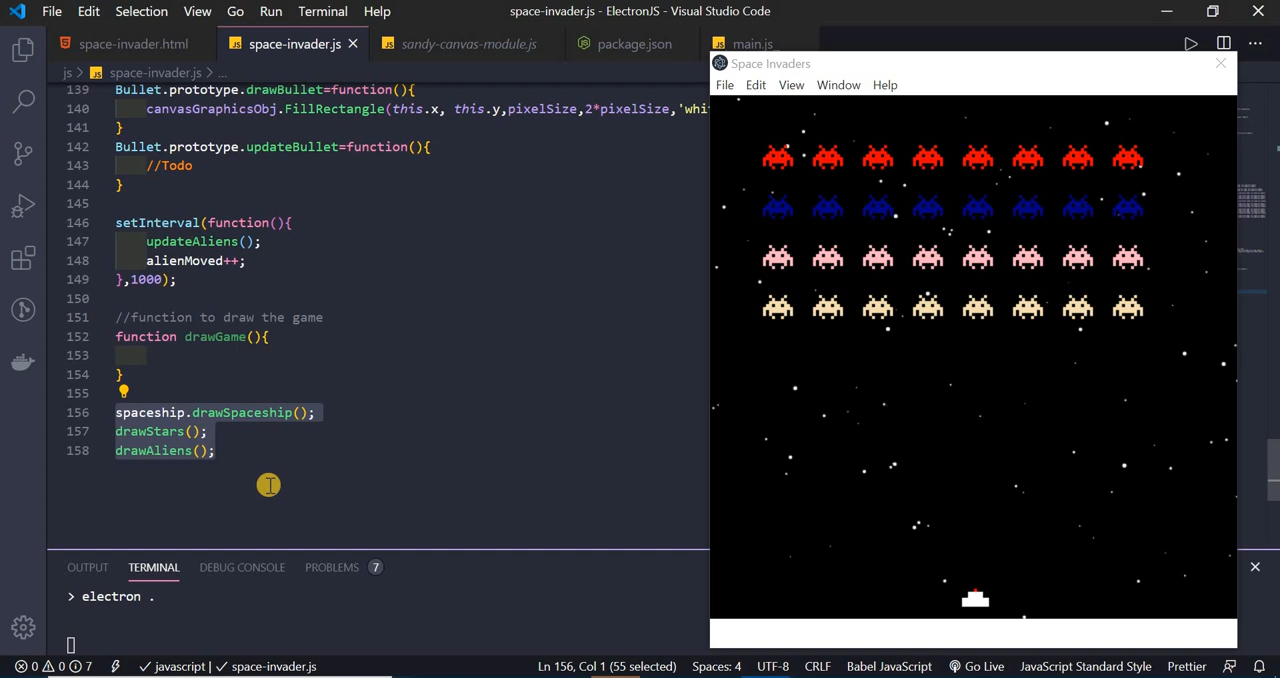 File Edit Selection View Go Run Terminal Help
space-invader.js - ElectronJS - Visual Studio Code
space-invader.html space-invader.js sandy-canvas-module.js package.json main.js
js > space-invader.js > ...
139 Bullet.prototype.drawBullet=function(){
140 canvasGraphicsObj.FillRectangle(this.x, this.y,pixelSize,2*pixelSize,'whi
141 }
142 Bullet.prototype.updateBullet=function(){
143 //Todo
144 }
145
146 setInterval(function(){
147 updateAliens();
148 alienMoved++;
149 },1000);
150
151 //function to draw the game
152 function drawGame(){
153
154 }
155
156 spaceship.drawSpaceship();
157 drawStars();
158 drawAliens();
Space Invaders
File Edit View Window Help
OUTPUT TERMINAL DEBUG CONSOLE PROBLEMS 7
> electron .
0 0 7 javascript | space-invader.js Ln 156, Col 1 (55 selected) Spaces: 4 UTF-8 CRLF Babel JavaScript Go Live JavaScript Standard Style Prettier